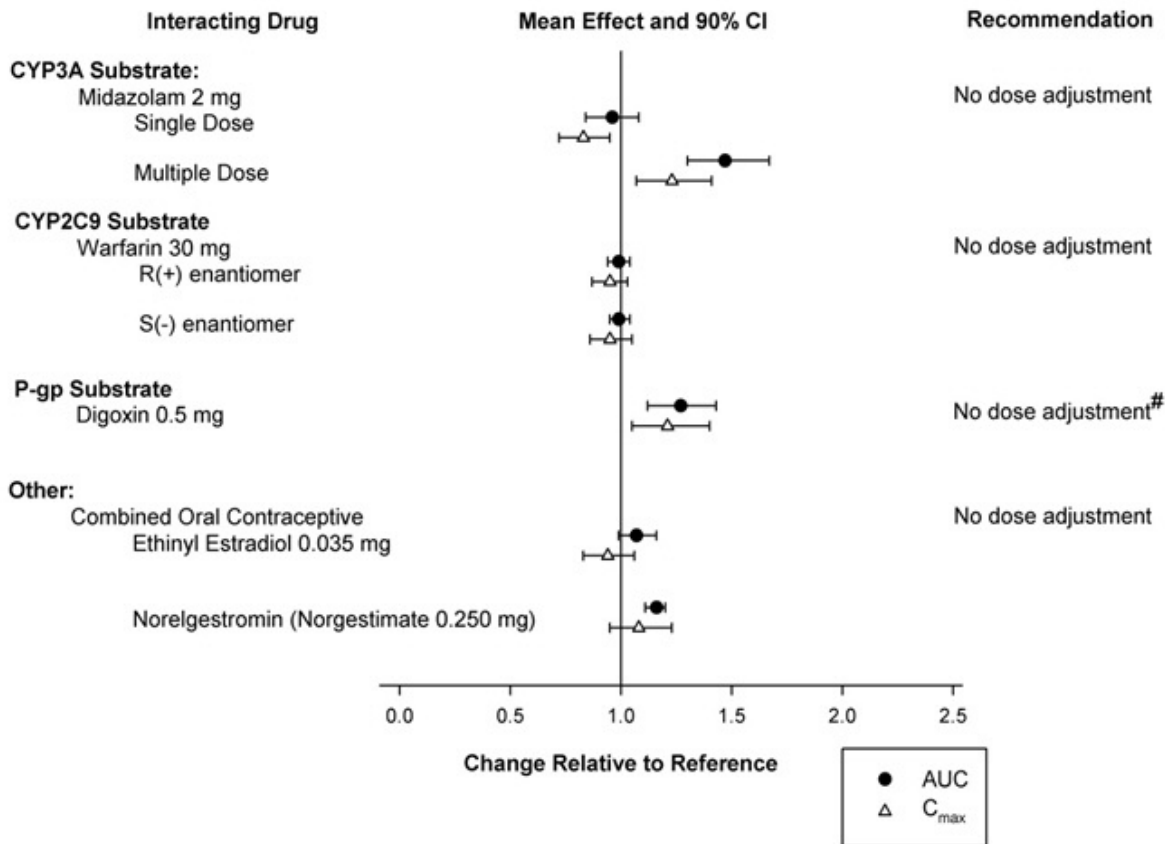 Interacting Drug Mean Effect and 90% CI Recommendation
CYP3A Substrate:
Midazolam 2 mg No dose adjustment
Single Dose
Multiple Dose
CYP2C9 Substrate
Warfarin 30 mg No dose adjustment
R(+) enantiomer
S(-) enantiomer
P-gp Substrate
Digoxin 0.5 mg No dose adjustment#
Other:
Combined Oral Contraceptive No dose adjustment
Ethinyl Estradiol 0.035 mg
Norelgestromin (Norgestimate 0.250 mg)
0.0 0.5 1.0 1.5 2.0 2.5
Change Relative to Reference
AUC
Cmax